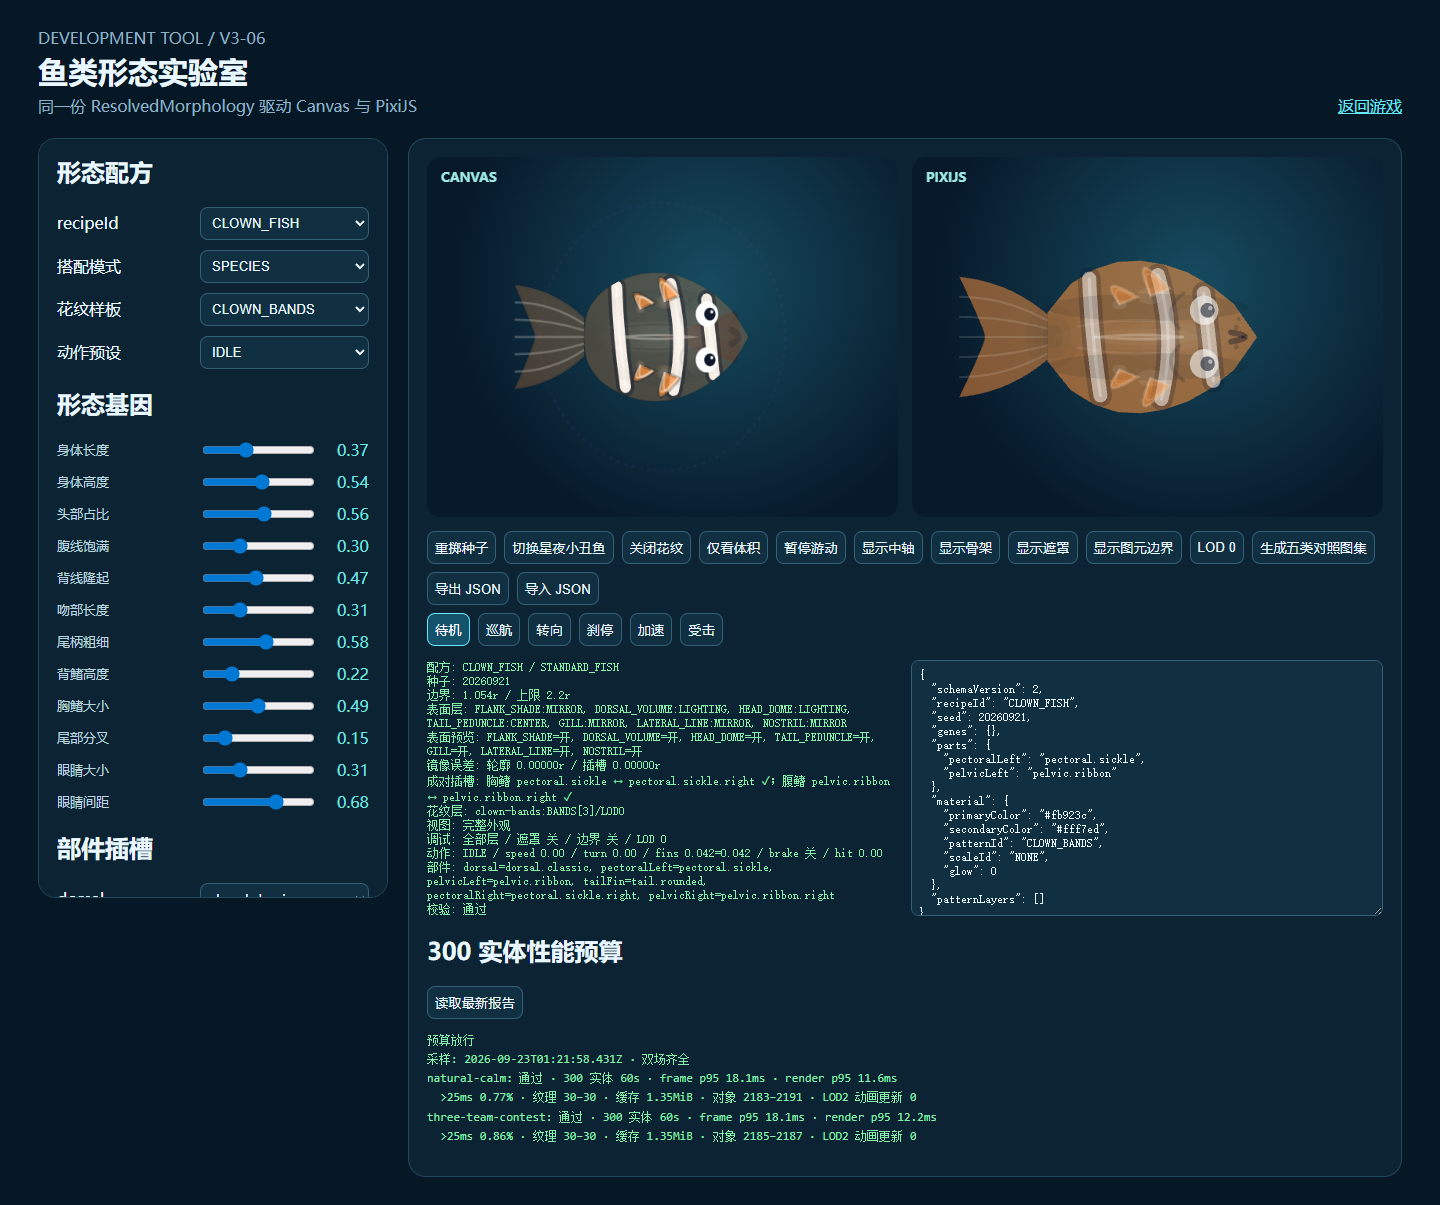 DEVELOPMENT TOOL / V3-06
鱼类形态实验室
同一份 ResolvedMorphology 驱动 Canvas 与 PixiJS
返回游戏
形态配方
recipeId
CLOWN_FISH
搭配模式
SPECIES
花纹样板
CLOWN_BANDS
动作预设
IDLE
形态基因
身体长度
0.37
身体高度
0.54
头部占比
0.56
腹线饱满
0.30
背线隆起
0.47
吻部长度
0.31
尾柄粗细
0.58
背鳍高度
0.22
胸鳍大小
0.49
尾部分叉
0.15
眼睛大小
0.31
眼睛间距
0.68
部件插槽
CANVAS
PIXIJS
重掷种子
切换星夜小丑鱼
关闭花纹
仅看体积
暂停游动
显示中轴
显示骨架
显示遮罩
显示图元边界
LOD 0
生成五类对照图集
导出 JSON
导入 JSON
待机
巡航
转向
刹停
加速
受击
配方: CLOWN_FISH / STANDARD_FISH
种子: 20260921
边界: 1.054r / 上限 2.2r
表面层: FLANK_SHADE:MIRROR, DORSAL_VOLUME:LIGHTING, HEAD_DOME:LIGHTING,
TAIL_PEDUNCLE:CENTER, GILL:MIRROR, LATERAL_LINE:MIRROR, NOSTRIL:MIRROR
表面预览: FLANK_SHADE=开, DORSAL_VOLUME=开, HEAD_DOME=开, TAIL_PEDUNCLE=开,
GILL=开, LATERAL_LINE=开, NOSTRIL=开
镜像误差: 轮廓 0.00000r / 插槽 0.00000r
成对插槽: 胸鳍 pectoral.sickle ↔ pectoral.sickle.right ✓; 腹鳍 pelvic.ribbon
↔ pelvic.ribbon.right ✓
花纹层: clown-bands:BANDS[3]/LOD0
视图: 完整外观
调试: 全部层 / 遮罩 关 / 边界 关 / LOD 0
动作: IDLE / speed 0.00 / turn 0.00 / fins 0.042=0.042 / brake 关 / hit 0.00
部件: dorsal=dorsal.classic, pectoralLeft=pectoral.sickle,
pelvicLeft=pelvic.ribbon, tailFin=tail.rounded,
pectoralRight=pectoral.sickle.right, pelvicRight=pelvic.ribbon.right
校验: 通过
{
"schemaVersion": 2,
"recipeId": "CLOWN_FISH",
"seed": 20260921,
"genes": {},
"parts": {
"pectoralLeft": "pectoral.sickle",
"pelvicLeft": "pelvic.ribbon"
},
"material": {
"primaryColor": "#fb923c",
"secondaryColor": "#fff7ed",
"patternId": "CLOWN_BANDS",
"scaleId": "NONE",
"glow": 0
},
"patternLayers": []
}
300 实体性能预算
读取最新报告
预算放行
采样: 2026-09-23T01:21:58.431Z · 双场齐全
natural-calm: 通过 · 300 实体 60s · frame p95 18.1ms · render p95 11.6ms
>25ms 0.77% · 纹理 30–30 · 缓存 1.35MiB · 对象 2183–2191 · LOD2 动画更新 0
three-team-contest: 通过 · 300 实体 60s · frame p95 18.1ms · render p95 12.2ms
>25ms 0.86% · 纹理 30–30 · 缓存 1.35MiB · 对象 2185–2187 · LOD2 动画更新 0